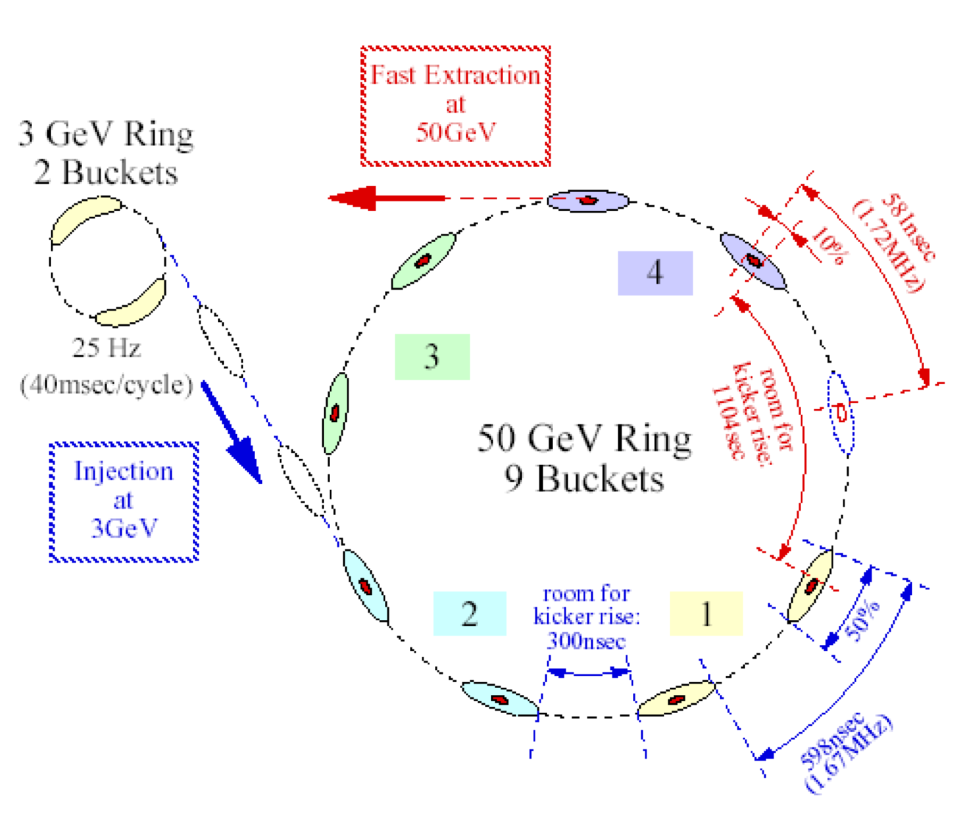 Fast Extraction
at
50GeV
3 GeV Ring
2 Buckets
25 Hz
(40msec/cycle)
Injection
at
3GeV
4
3
2
1
50 GeV Ring
9 Buckets
room for
kicker rise:
300nsec
10%
581nsec
(1.72MHz)
room for
kicker rise:
1104sec
50%
598nsec
(1.67MHz)